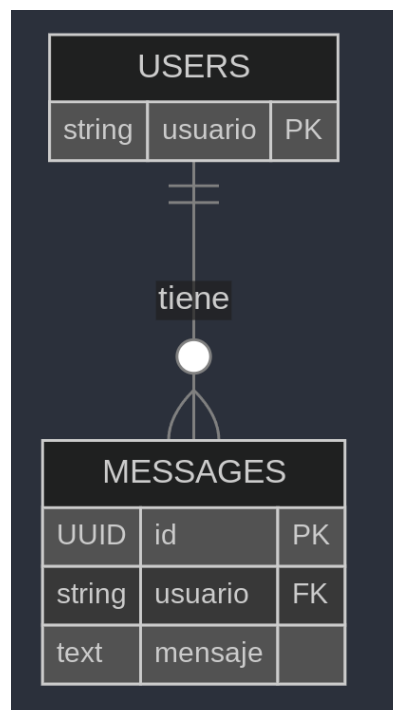 USERS
string usuario PK
tiene
MESSAGES
UUID id PK
string usuario FK
text mensaje